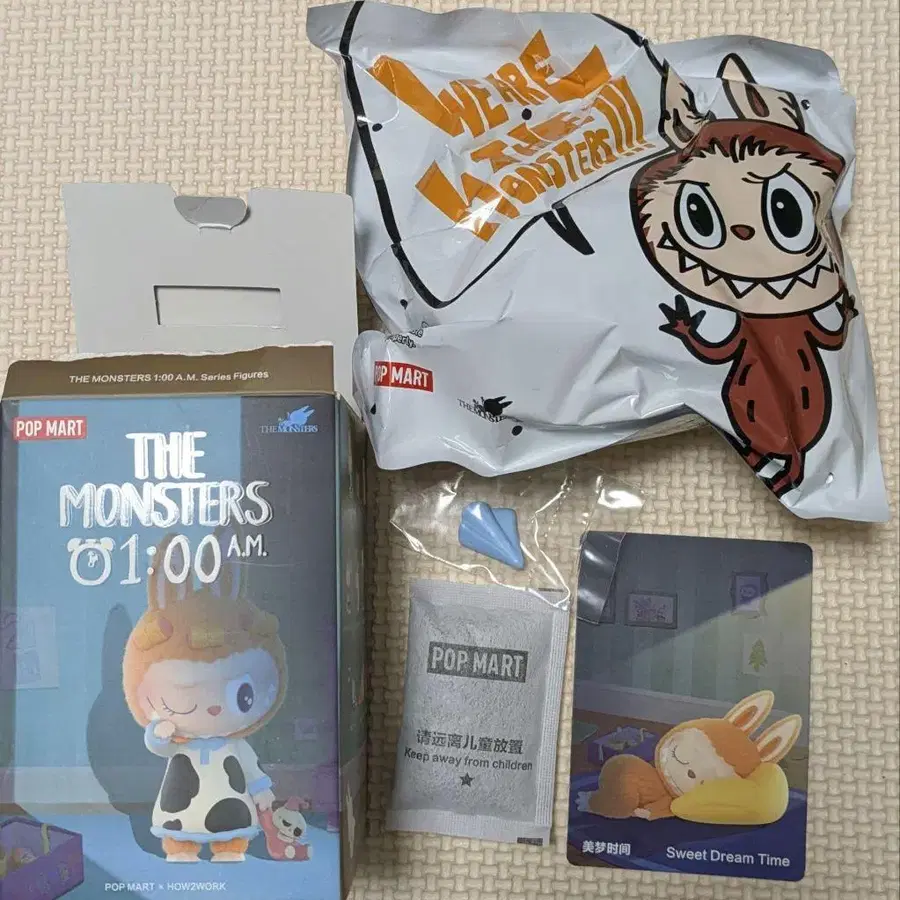 WE ARE
THE
MONSTERS!!!
POP MART
THE MONSTERS
THE MONSTERS 1:00 A.M. Series Figures
POP MART
THE MONSTERS
THE
MONSTERS
1:00 A.M.
POP MART × HOW2WORK
POP MART
请远离儿童放置
Keep away from children
美梦时间
Sweet Dream Time